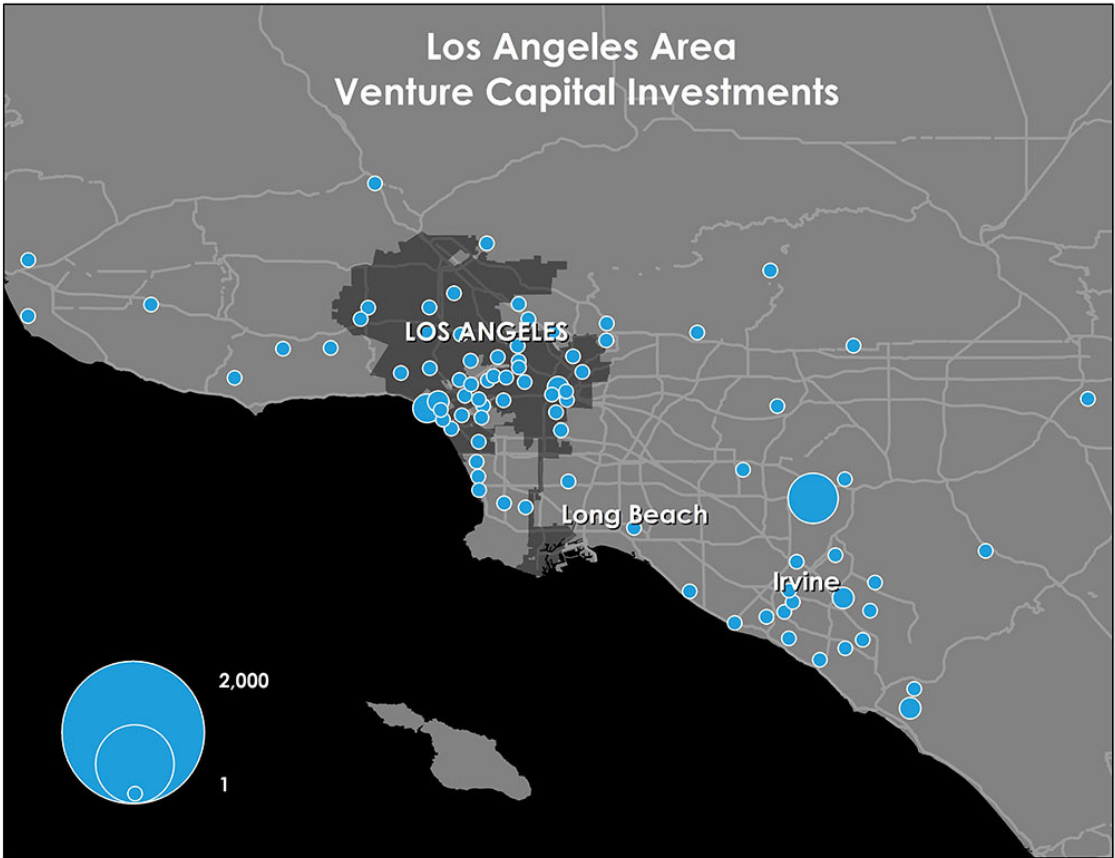 Los Angeles Area
Venture Capital Investments
LOS ANGELES
Long Beach
Irvine
2,000
1